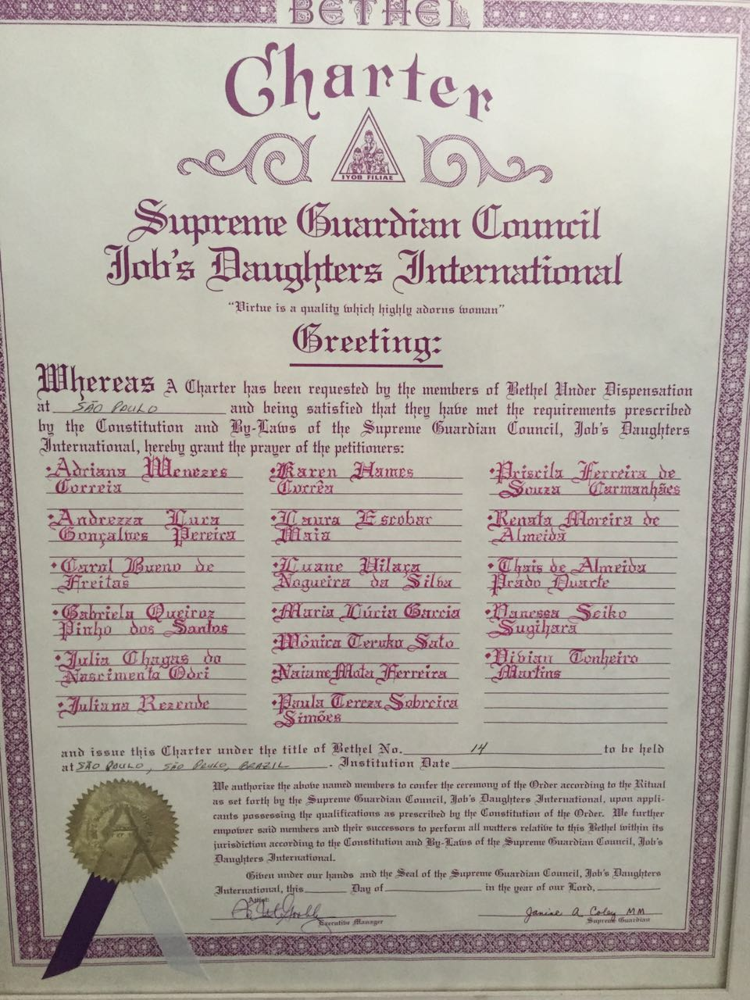 BETHEL
Charter
IYOB FILIAE
Supreme Guardian Council
Job's Daughters International
"Virtue is a quality which highly adorns woman"
Greeting:
Whereas A Charter has been requested by the members of Bethel Under Dispensation
at SÃO PAULO and being satisfied that they have met the requirements prescribed
by the Constitution and By-Laws of the Supreme Guardian Council, Job's Daughters
International, hereby grant the prayer of the petitioners:
•Adriana Menezes
Correia
•Andrezza Luca
Gonçalves Pereira
•Carol Bueno de
Freitas
•Gabriela Queiroz
Pinho dos Santos
•Julia Chagas do
Nascimento Odri
•Juliana Rezende
•Karen Hames
Corrêa
•Laura Escobar
Maia
•Luane Vilaça
Nogueira da Silva
•Maria Lúcia Garcia
•Mônica Teruko Sato
•Naiane Mota Ferreira
•Paula Tereza Sobreira
Simões
•Priscila Ferreira de
Souza Carmanhães
•Renata Moreira de
Almeida
•Thais de Almeida
Prado Duarte
•Vanessa Seiko
Sugihara
•Vivian Tonheiro
Martins
and issue this Charter under the title of Bethel No. 14 to be held
at SÃO PAULO, SÃO PAULO, BRAZIL. Institution Date
We authorize the above named members to confer the ceremony of the Order according to the Ritual
as set forth by the Supreme Guardian Council, Job's Daughters International, upon appli-
cants possessing the qualifications as prescribed by the Constitution of the Order. We further
empower said members and their successors to perform all matters relative to this Bethel within its
jurisdiction according to the Constitution and By-Laws of the Supreme Guardian Council, Job's
Daughters International.
Given under our hands and the Seal of the Supreme Guardian Council, Job's Daughters
International, this Day of in the year of our Lord,
Attest:
Executive Manager
Janise A Coley MM
Supreme Guardian